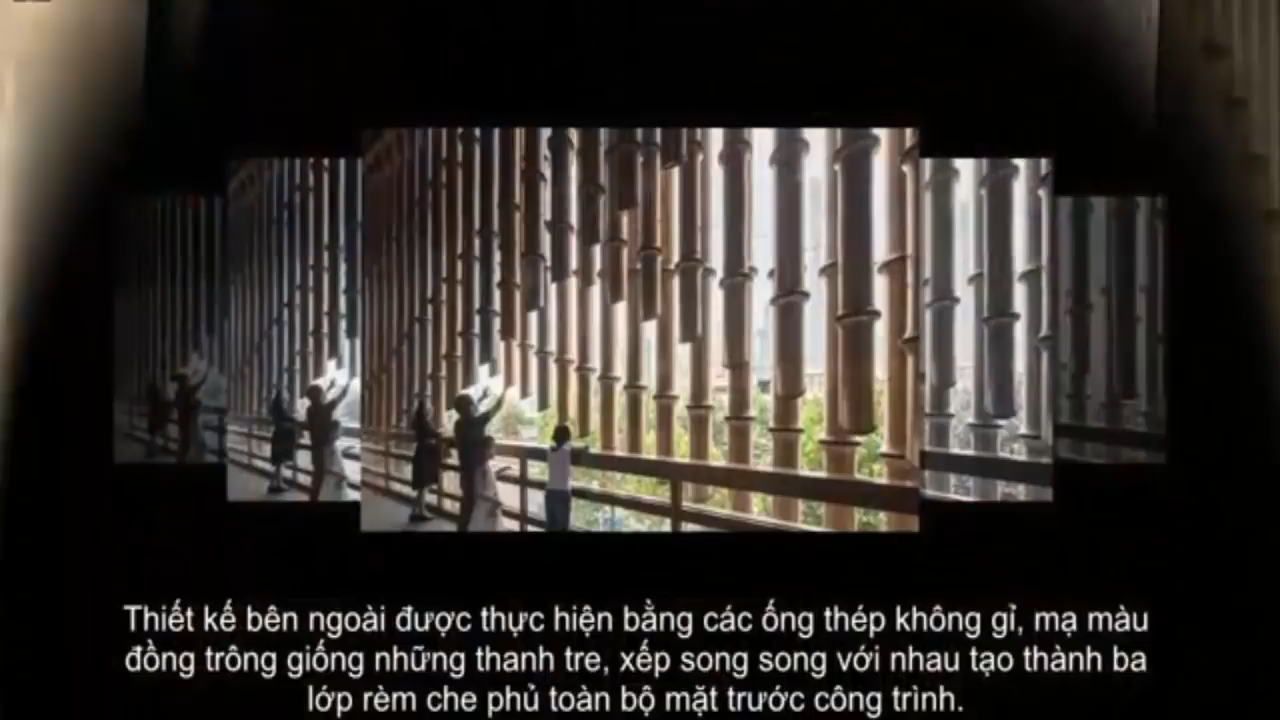 Thiết kế bên ngoài được thực hiện bằng các ống thép không gỉ, mạ màu
đồng trông giống những thanh tre, xếp song song với nhau tạo thành ba
lớp rèm che phủ toàn bộ mặt trước công trình.